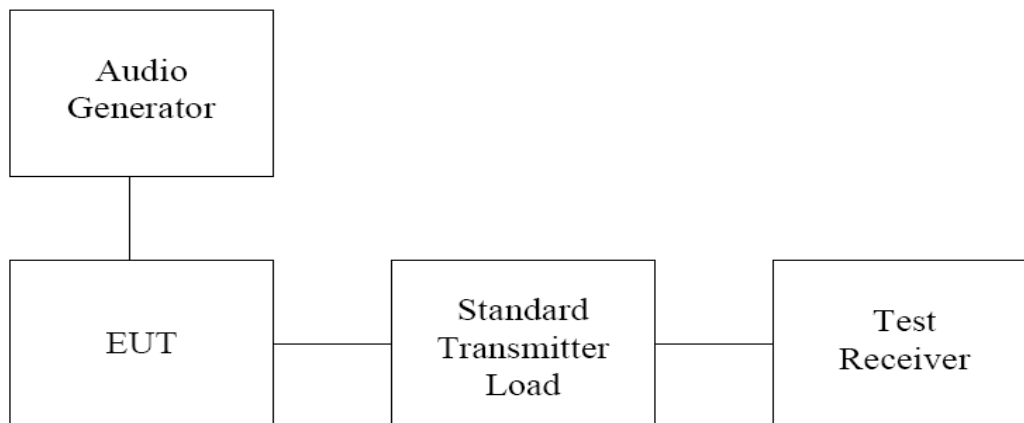 Audio
Generator
EUT
Standard
Transmitter
Load
Test
Receiver